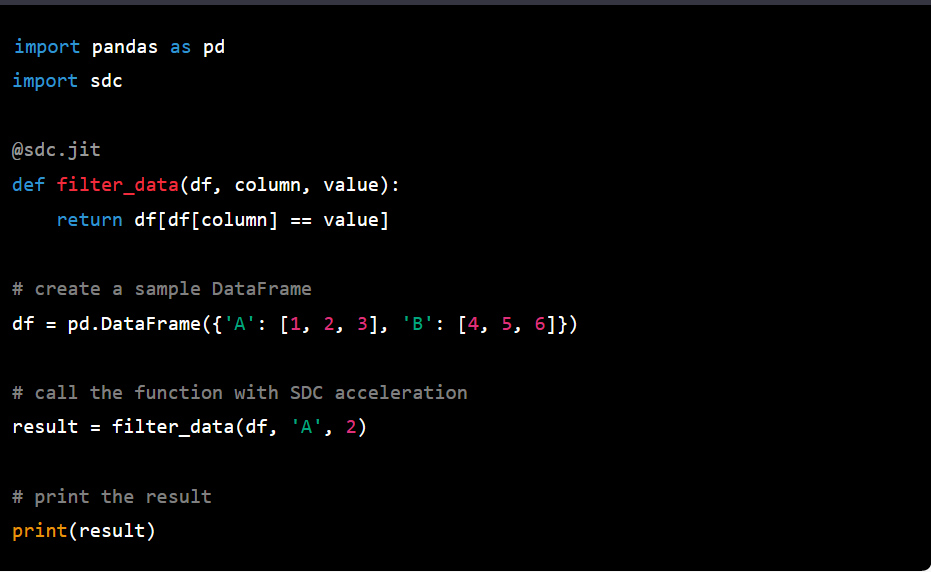 import pandas as pd
import sdc
@sdc.jit
def filter_data(df, column, value):
    return df[df[column] == value]
# create a sample DataFrame
df = pd.DataFrame({'A': [1, 2, 3], 'B': [4, 5, 6]})
# call the function with SDC acceleration
result = filter_data(df, 'A', 2)
# print the result
print(result)